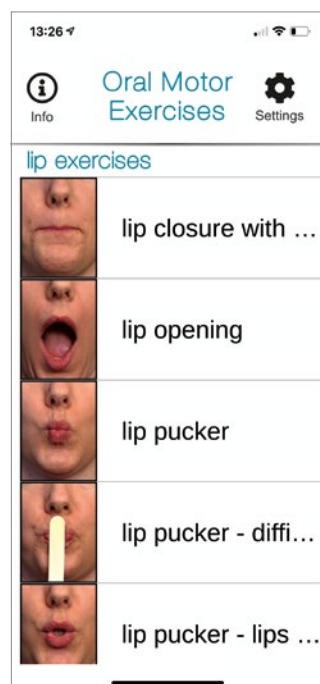 13:26
Oral Motor
Exercises
Info
Settings
lip exercises
lip closure with ...
lip opening
lip pucker
lip pucker - diffi...
lip pucker - lips ...